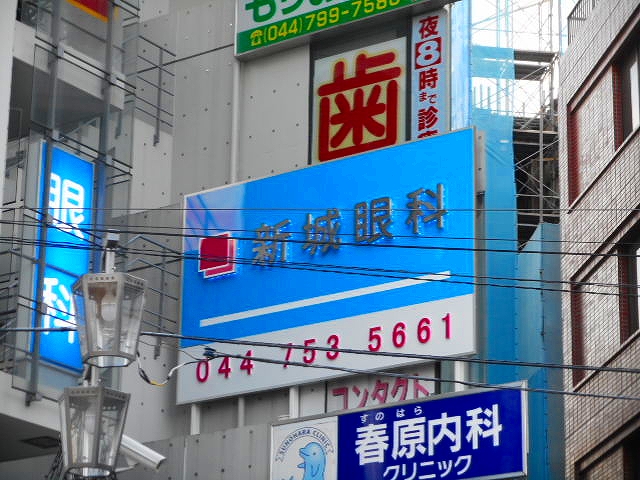 ☎(044)799-758
歯
夜8時まで診療
眼科
新城眼科
044 753 5661
コンタクト
すのはら
春原内科
クリニック
SUNOHARA CLINIC